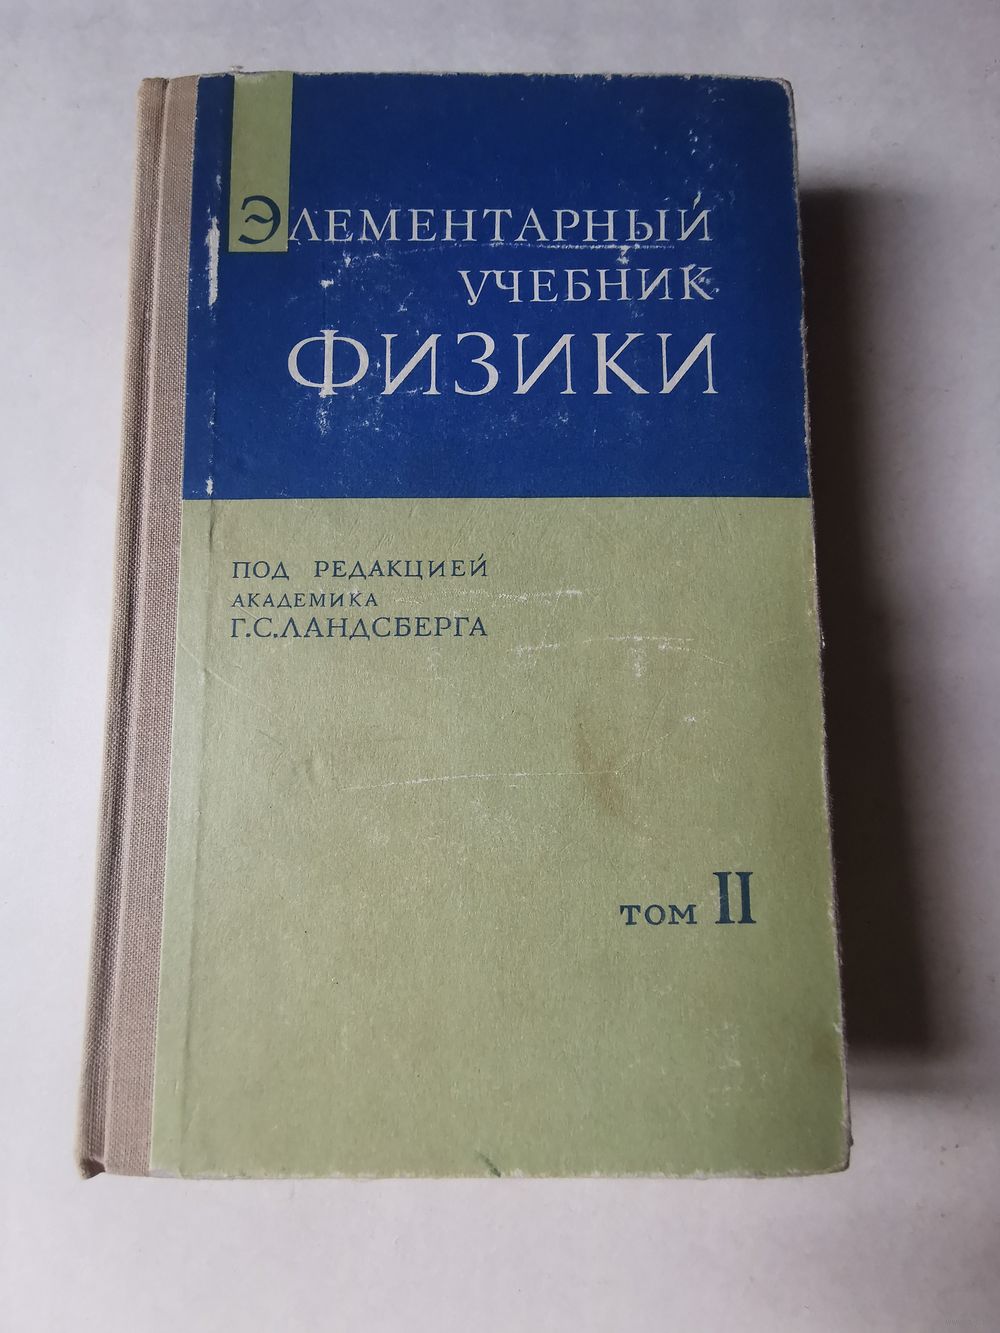 ЭЛЕМЕНТАРНЫЙ
УЧЕБНИК
ФИЗИКИ
ПОД РЕДАКЦИЕЙ
АКАДЕМИКА
Г.С.ЛАНДСБЕРГА
ТОМ II